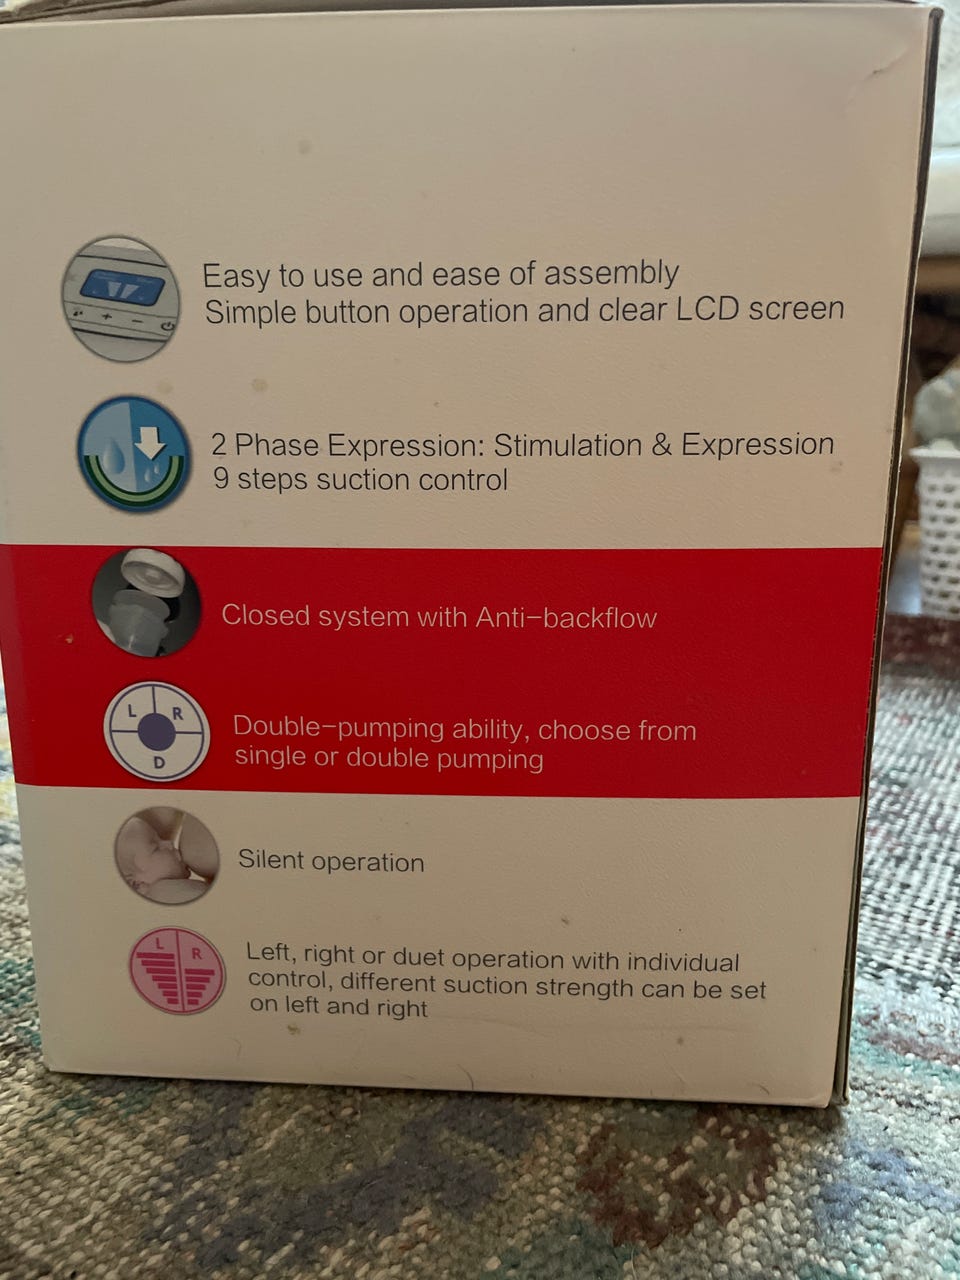 Easy to use and ease of assembly
Simple button operation and clear LCD screen
2 Phase Expression: Stimulation & Expression
9 steps suction control
Closed system with Anti-backflow
L R
D
Double-pumping ability, choose from
single or double pumping
Silent operation
L R
Left, right or duet operation with individual
control, different suction strength can be set
on left and right